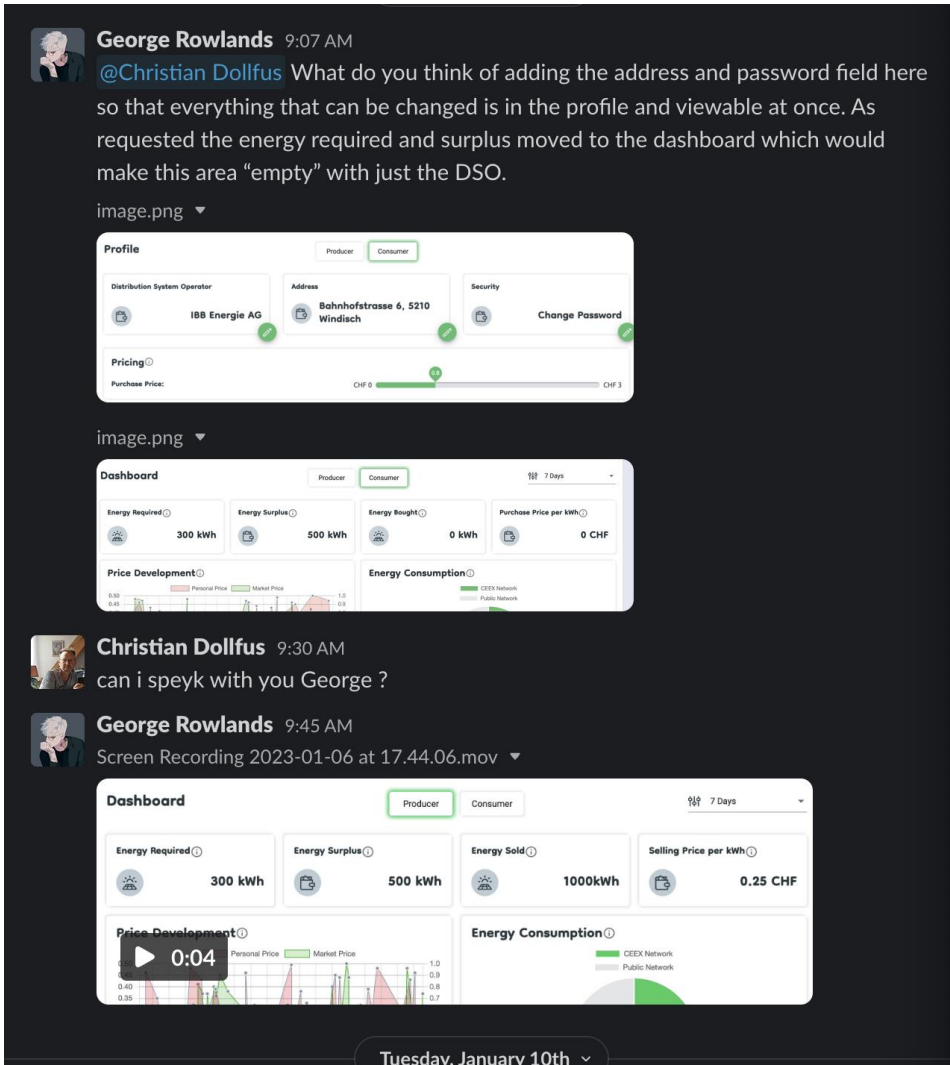 George Rowlands 9:07 AM
@Christian Dollfus What do you think of adding the address and password field here
so that everything that can be changed is in the profile and viewable at once. As
requested the energy required and surplus moved to the dashboard which would
make this area “empty” with just the DSO.
image.png
Profile
Producer Consumer
Distribution System Operator Address Security
IBB Energie AG Bahnhofstrasse 6, 5210 Change Password
Windisch
Pricing
0.8
Purchase Price: CHF 0 CHF 3
image.png
Dashboard Producer Consumer 7 Days
Energy Required Energy Surplus Energy Bought Purchase Price per kWh
300 kWh 500 kWh 0 kWh 0 CHF
Price Development Energy Consumption
Personal Price Market Price CEEX Network
Public Network
0.50 1.0
0.45 0.9
Christian Dollfus 9:30 AM
can i speyk with you George ?
George Rowlands 9:45 AM
Screen Recording 2023-01-06 at 17.44.06.mov
Dashboard Producer Consumer 7 Days
Energy Required Energy Surplus Energy Sold Selling Price per kWh
300 kWh 500 kWh 1000kWh 0.25 CHF
Price Development Energy Consumption
0:04 Personal Price Market Price CEEX Network
Public Network
1.0
0.9
0.40 0.8
0.35 0.7
Tuesday, January 10th